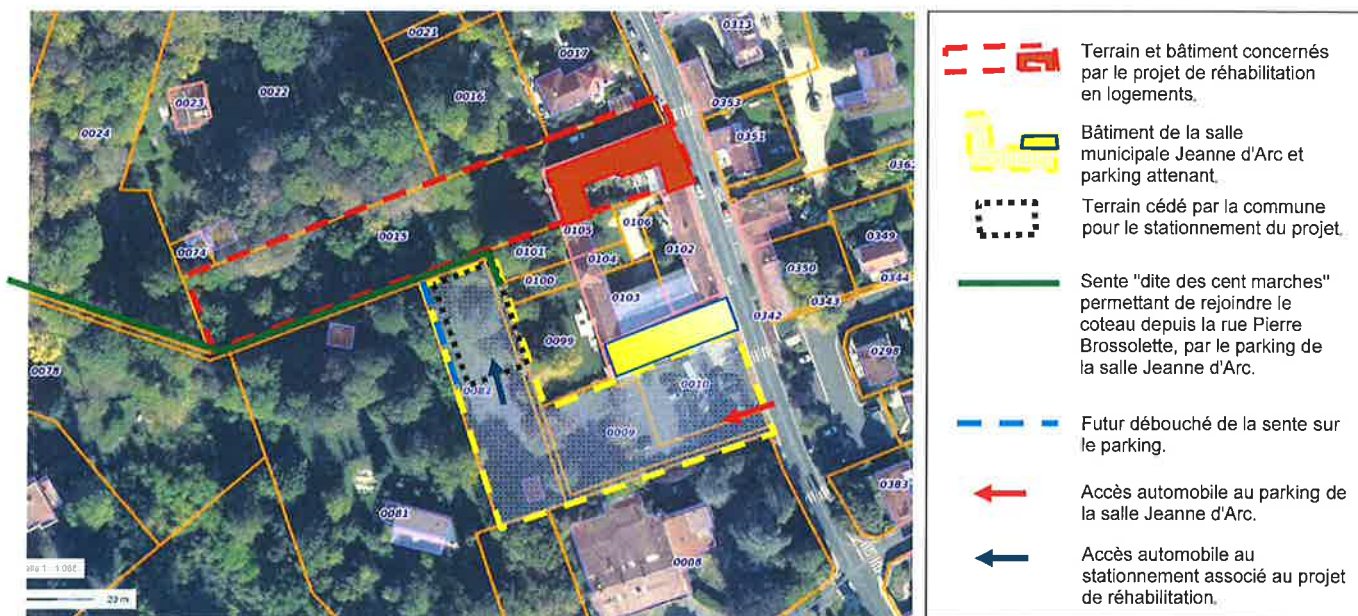 0021
0313
0017
0023
0022
0016
0353
0024
0351
0362
0074
0015
0105
0106
0101
0104
0102
0349
0350
0100
0344
0103
0343
0342
0099
0078
0298
0082
0010
0009
0383
0081
0008
20 m
Terrain et bâtiment concernés
par le projet de réhabilitation
en logements.
Bâtiment de la salle
municipale Jeanne d'Arc et
parking attenant.
Terrain cédé par la commune
pour le stationnement du projet.
Sente "dite des cent marches"
permettant de rejoindre le
coteau depuis la rue Pierre
Brossolette, par le parking de
la salle Jeanne d'Arc.
Futur débouché de la sente sur
le parking.
Accès automobile au parking de
la salle Jeanne d'Arc.
Accès automobile au
stationnement associé au projet
de réhabilitation.